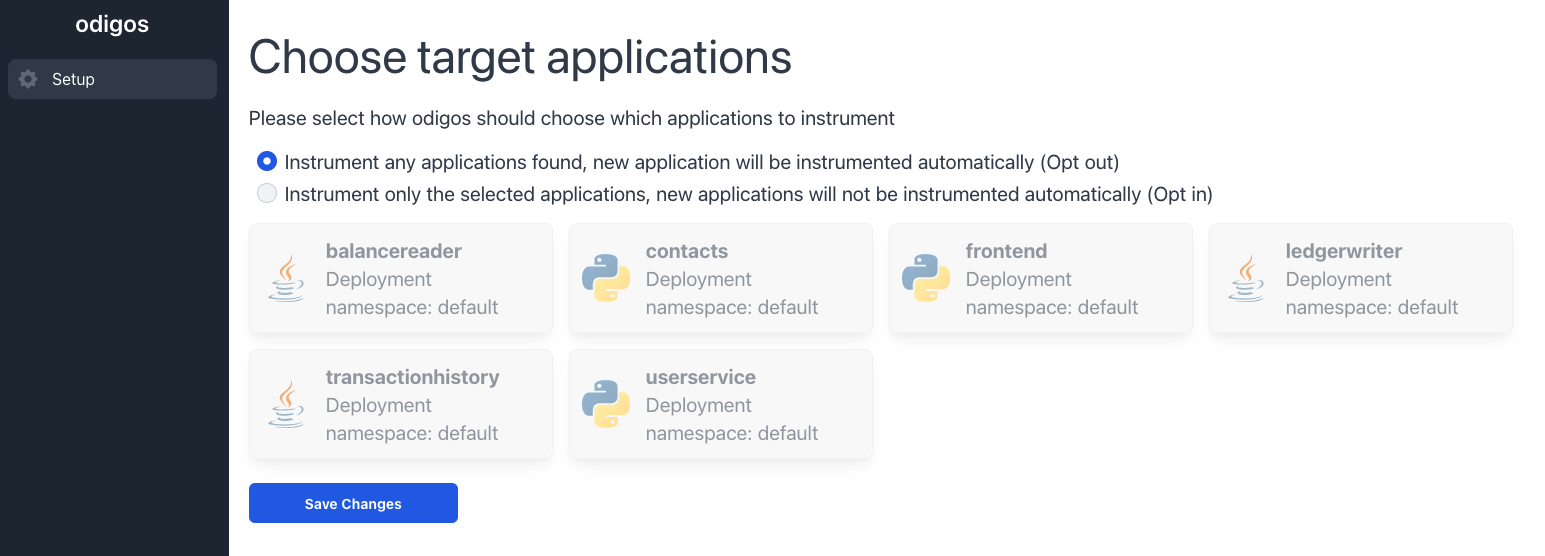 odigos
Setup
Choose target applications
Please select how odigos should choose which applications to instrument
Instrument any applications found, new application will be instrumented automatically (Opt out)
Instrument only the selected applications, new applications will not be instrumented automatically (Opt in)
balancereader
Deployment
namespace: default
contacts
Deployment
namespace: default
frontend
Deployment
namespace: default
ledgerwriter
Deployment
namespace: default
transactionhistory
Deployment
namespace: default
userservice
Deployment
namespace: default
Save Changes